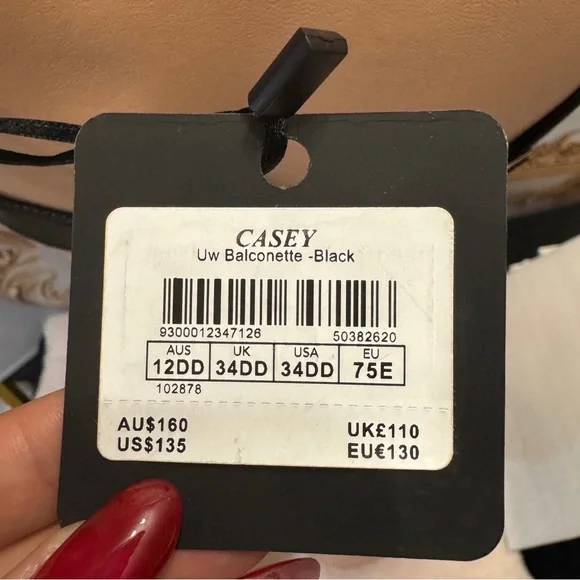 CASEY
Uw Balconette -Black
9300012347126 50382620
AUS UK USA EU
12DD 34DD 34DD 75E
102878
AU$160 UK£110
US$135 EU€130